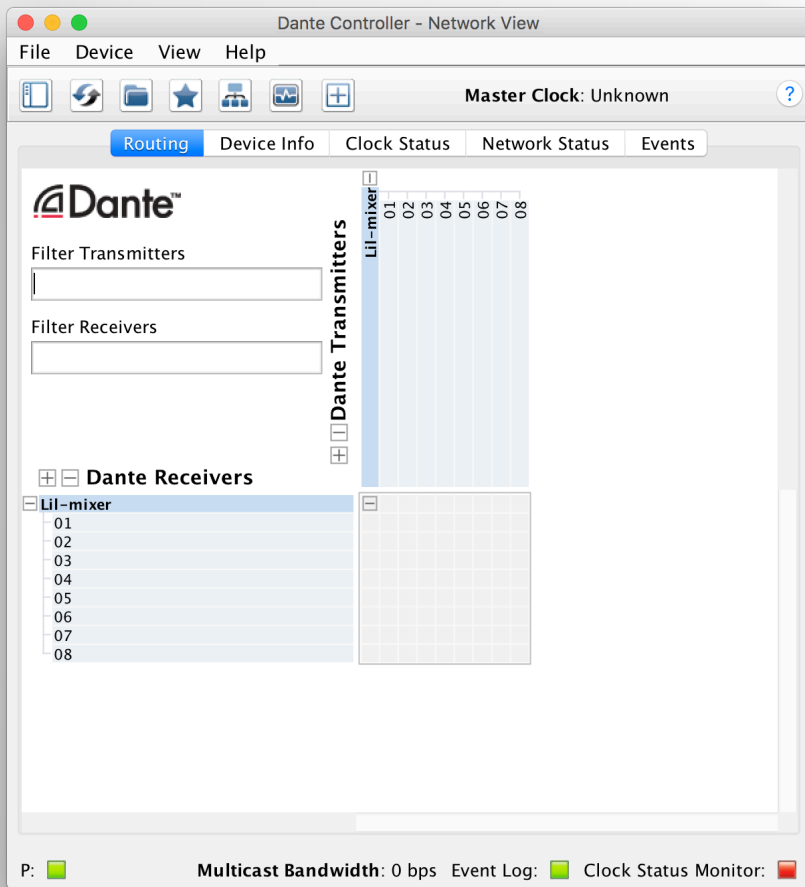 Dante Controller - Network View
File Device View Help
Master Clock: Unknown
?
Routing Device Info Clock Status Network Status Events
Dante™
Filter Transmitters
Filter Receivers
Dante Transmitters
Lil-mixer
01
02
03
04
05
06
07
08
Dante Receivers
Lil-mixer
01
02
03
04
05
06
07
08
P: Multicast Bandwidth: 0 bps Event Log: Clock Status Monitor: